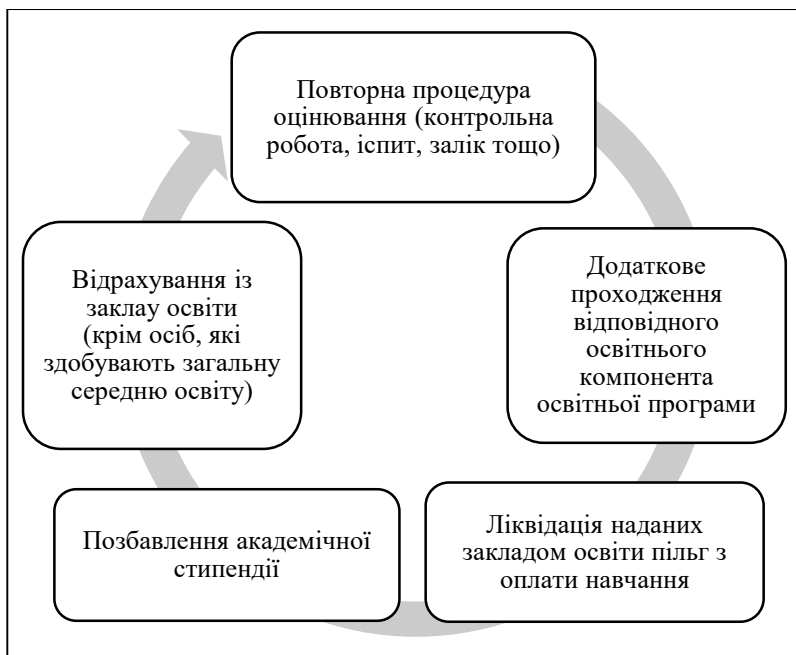 Повторна процедура
оцінювання (контрольна
робота, іспит, залік тощо)
Додаткове
проходження
відповідного
освітнього
компонента
освітньої програми
Ліквідація наданих
закладом освіти пільг з
оплати навчання
Позбавлення академічної
стипендії
Відрахування із
заклау освіти
(крім осіб, які
здобувають загальну
середню освіту)